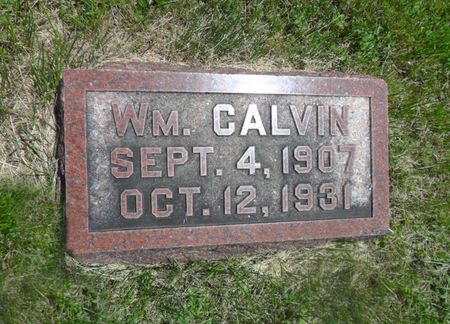 WM. CALVIN
SEPT. 4, 1907
OCT. 12, 1931